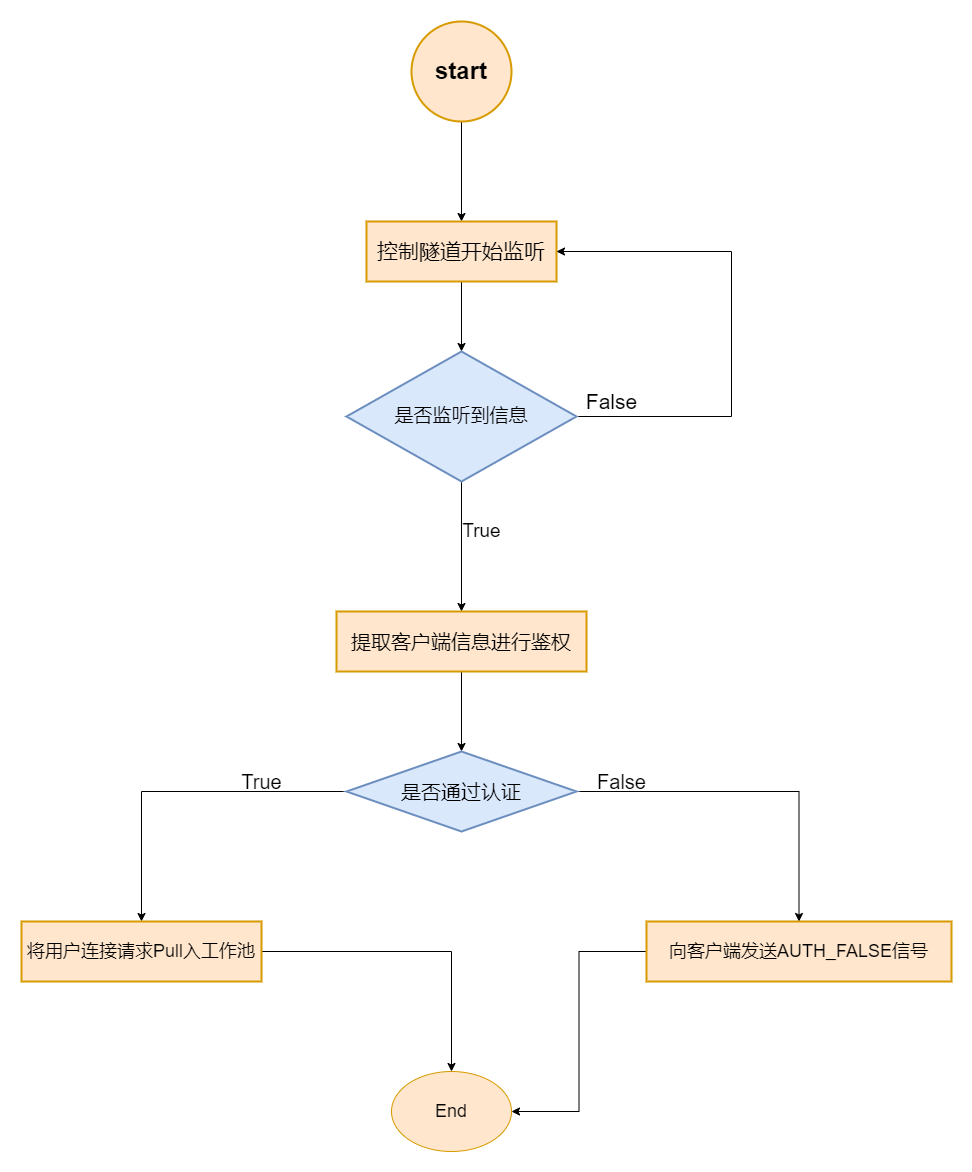 start
控制隧道开始监听
是否监听到信息
False
True
提取客户端信息进行鉴权
是否通过认证
True
False
将用户连接请求Pull入工作池
向客户端发送AUTH_FALSE信号
End